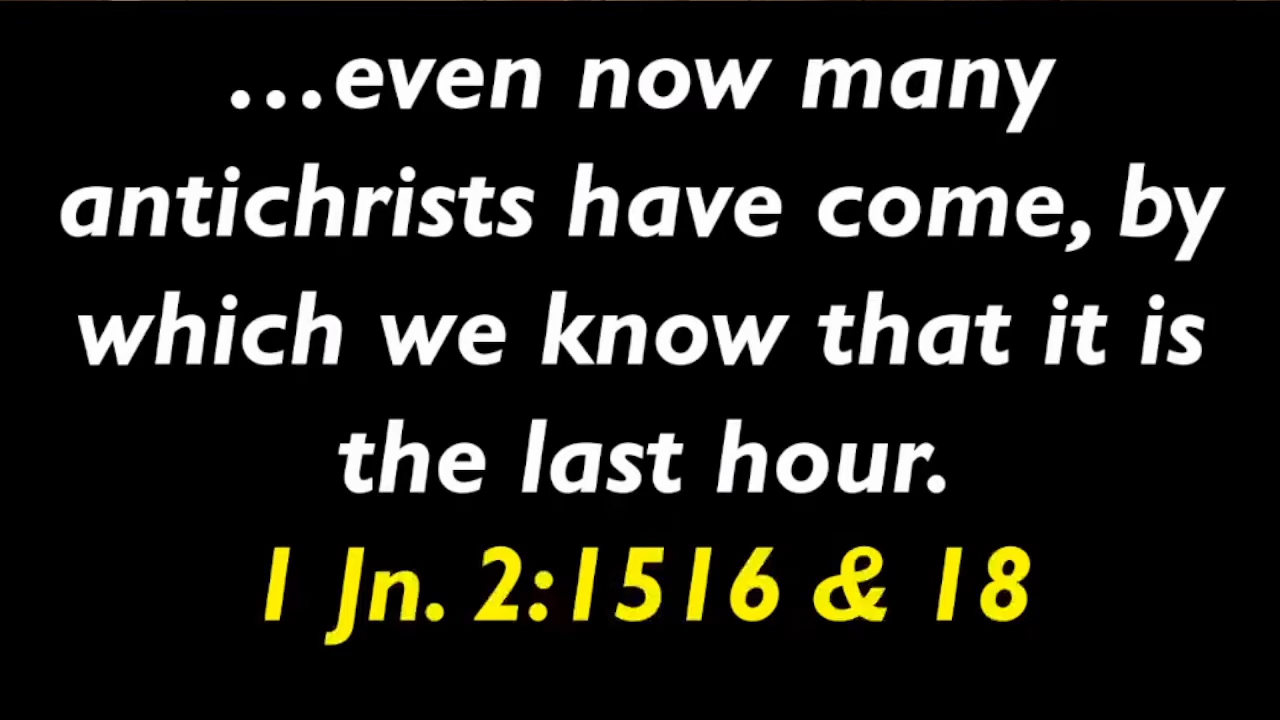 …even now many
antichrists have come, by
which we know that it is
the last hour.
1 Jn. 2:1516 & 18